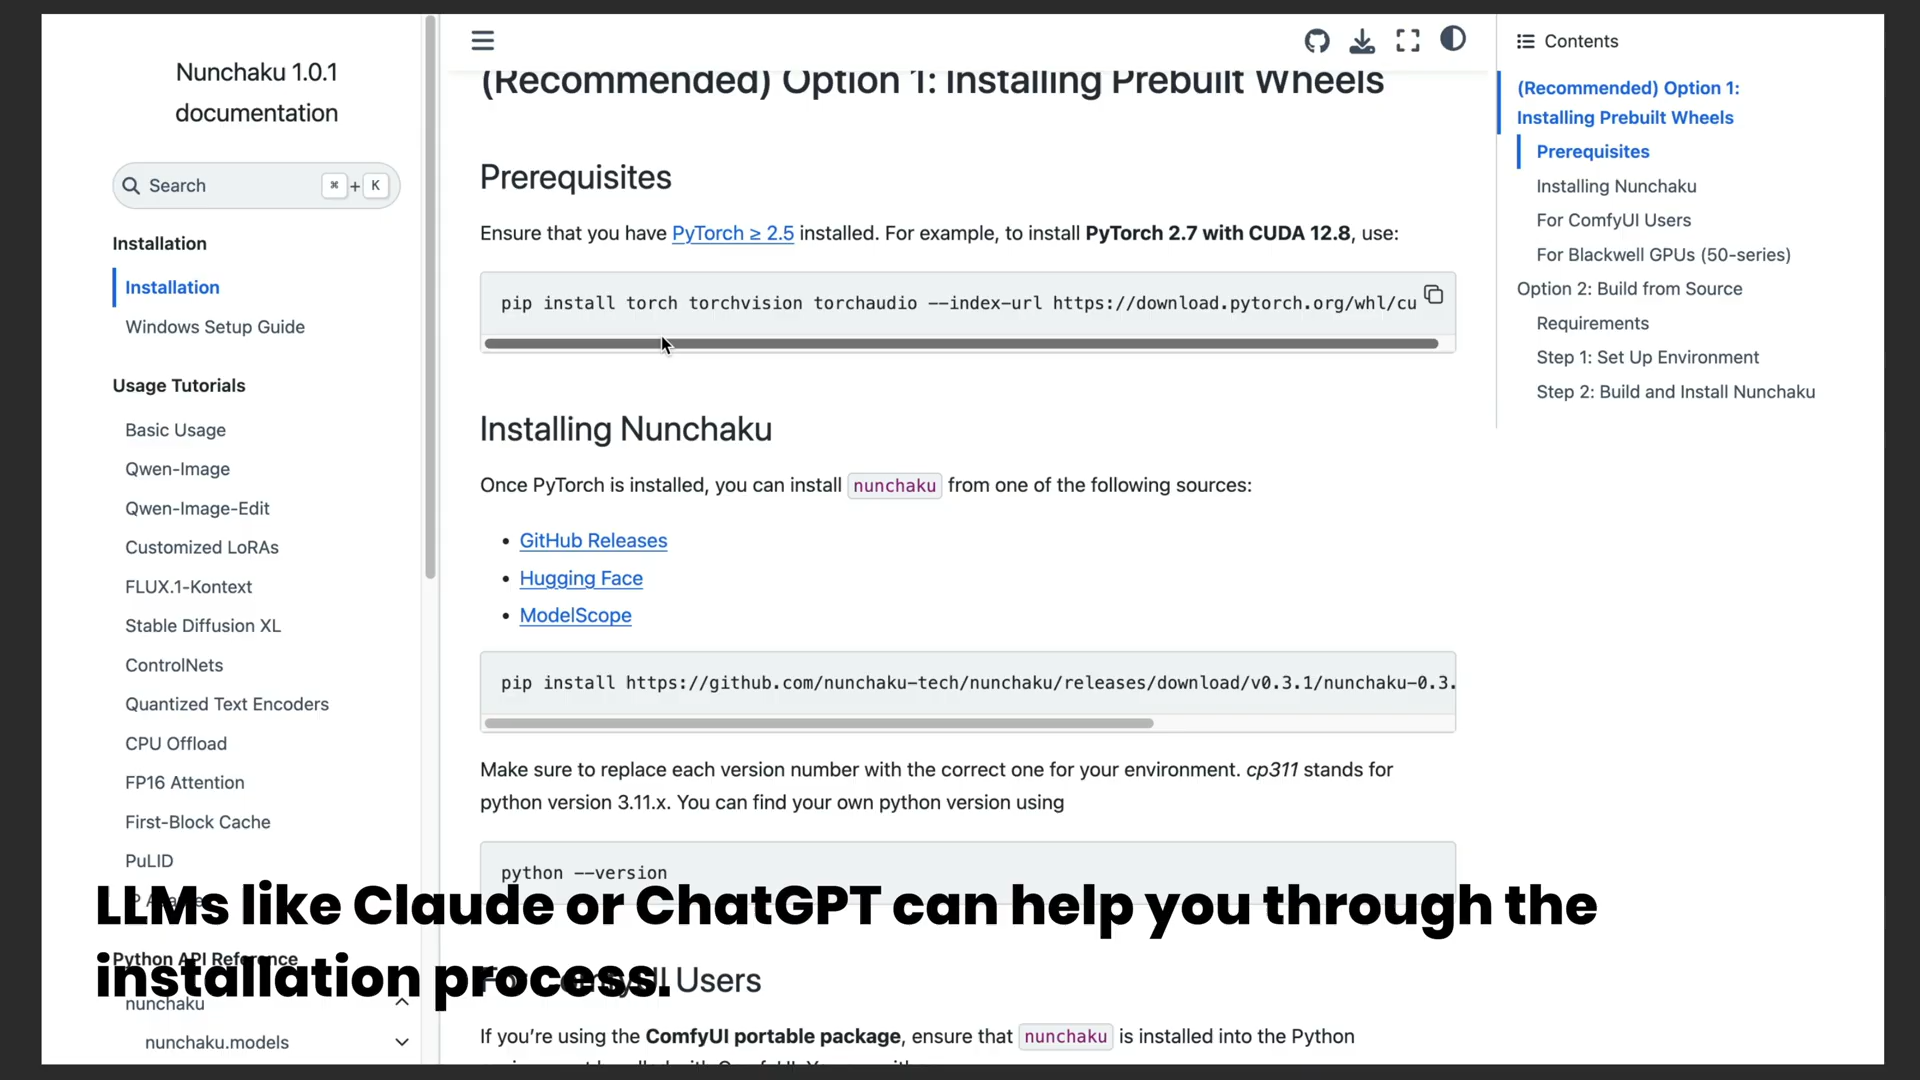 Nunchaku 1.0.1
documentation
Search ⌘ + K
Installation
Installation
Windows Setup Guide
Usage Tutorials
Basic Usage
Qwen-Image
Qwen-Image-Edit
Customized LoRAs
FLUX.1-Kontext
Stable Diffusion XL
ControlNets
Quantized Text Encoders
CPU Offload
FP16 Attention
First-Block Cache
PuLID
Python API Reference
nunchaku
nunchaku.models
(Recommended) Option 1: Installing Prebuilt Wheels
Prerequisites
Ensure that you have PyTorch ≥ 2.5 installed. For example, to install PyTorch 2.7 with CUDA 12.8, use:
pip install torch torchvision torchaudio --index-url https://download.pytorch.org/whl/cu
Installing Nunchaku
Once PyTorch is installed, you can install nunchaku from one of the following sources:
• GitHub Releases
• Hugging Face
• ModelScope
pip install https://github.com/nunchaku-tech/nunchaku/releases/download/v0.3.1/nunchaku-0.3.
Make sure to replace each version number with the correct one for your environment. cp311 stands for
python version 3.11.x. You can find your own python version using
python --version
LLMs like Claude or ChatGPT can help you through the
installation process.
Users
If you’re using the ComfyUI portable package, ensure that nunchaku is installed into the Python
Contents
(Recommended) Option 1:
Installing Prebuilt Wheels
Prerequisites
Installing Nunchaku
For ComfyUI Users
For Blackwell GPUs (50-series)
Option 2: Build from Source
Requirements
Step 1: Set Up Environment
Step 2: Build and Install Nunchaku